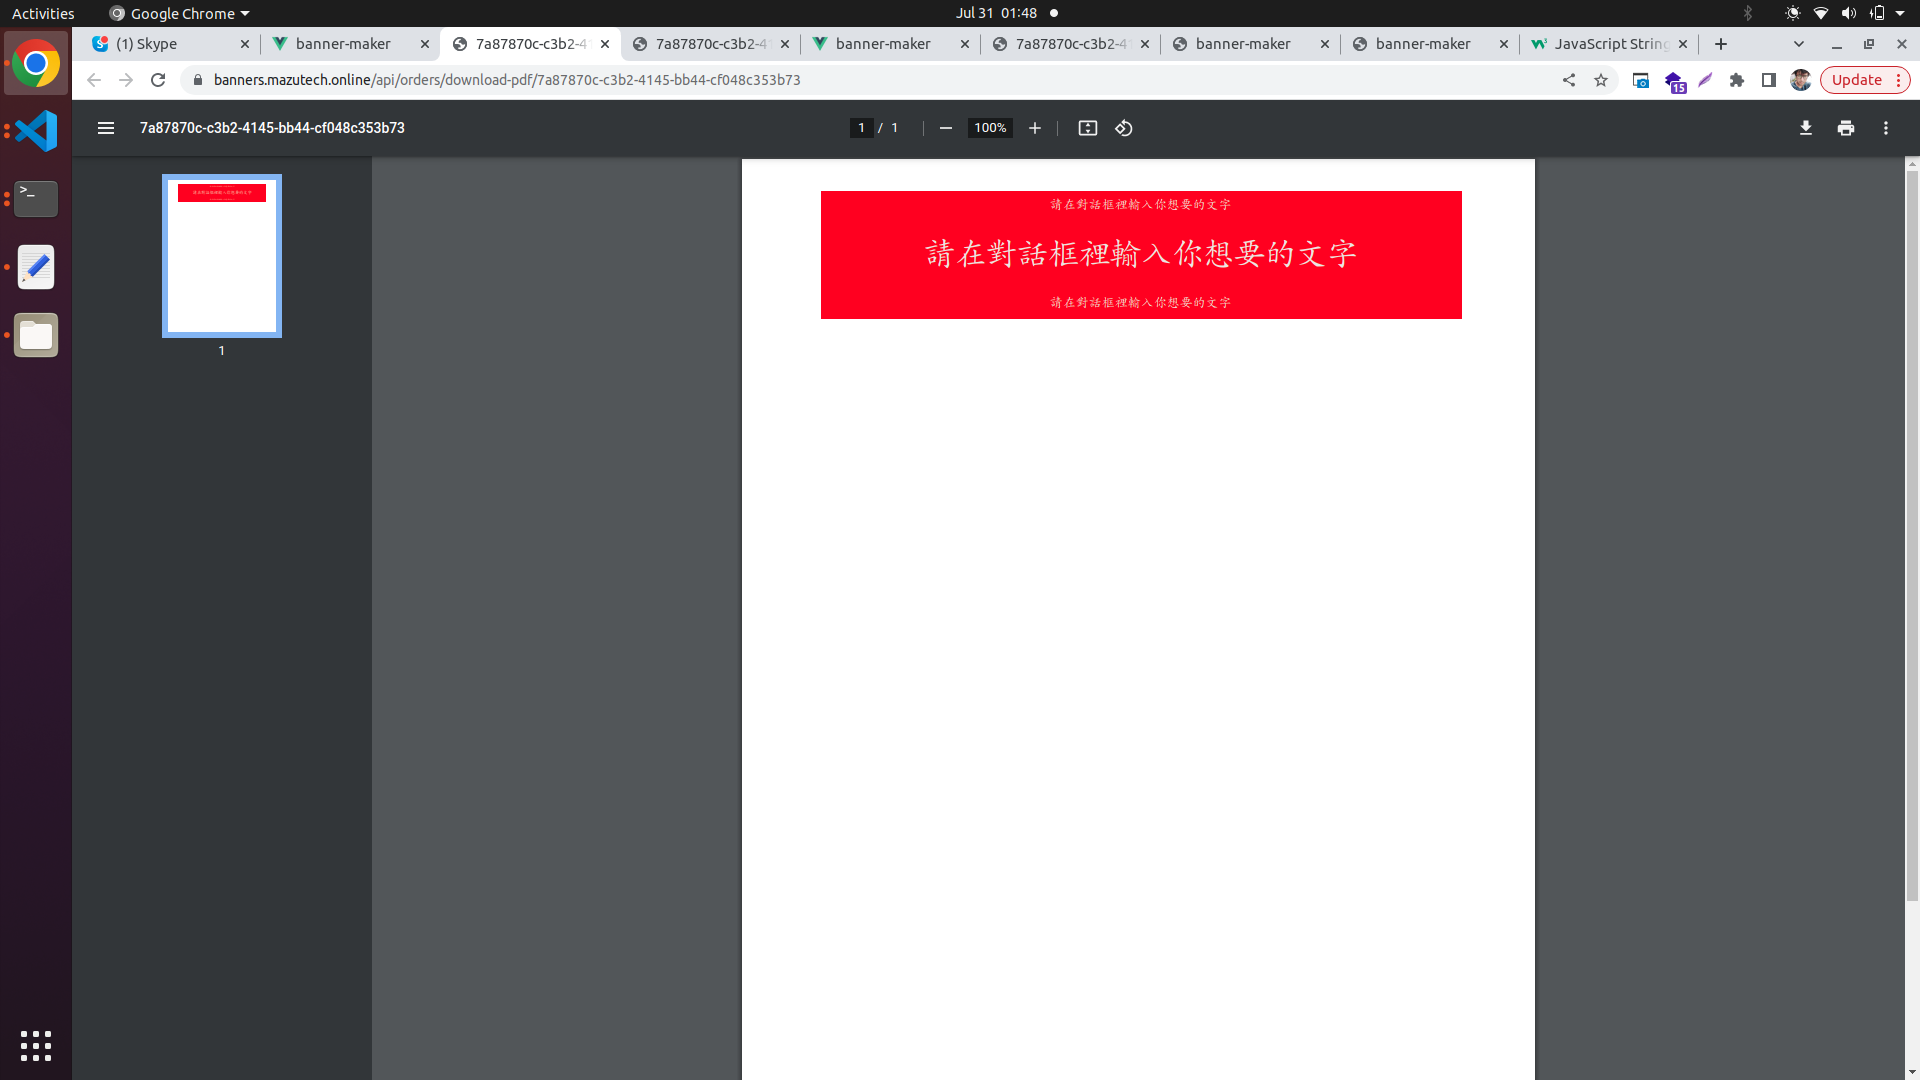 Activities
Google Chrome
Jul 31 01:48
(1) Skype
banner-maker
7a87870c-c3b2-4
7a87870c-c3b2-41
banner-maker
7a87870c-c3b2-41
banner-maker
banner-maker
JavaScript String
banners.mazutech.online/api/orders/download-pdf/7a87870c-c3b2-4145-bb44-cf048c353b73
15
Update
7a87870c-c3b2-4145-bb44-cf048c353b73
1 / 1
100%
請在對話框裡輸入你想要的文字
請在對話框裡輸入你想要的文字
請在對話框裡輸入你想要的文字
1